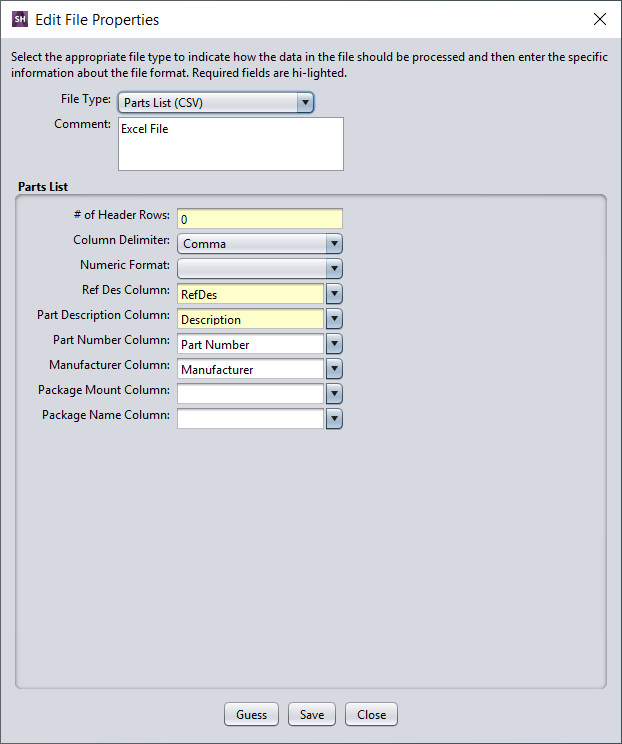 SH Edit File Properties
Select the appropriate file type to indicate how the data in the file should be processed and then enter the specific
information about the file format. Required fields are hi-lighted.
File Type: Parts List (CSV)
Comment: Excel File
Parts List
# of Header Rows: 0
Column Delimiter: Comma
Numeric Format:
Ref Des Column: RefDes
Part Description Column: Description
Part Number Column: Part Number
Manufacturer Column: Manufacturer
Package Mount Column:
Package Name Column:
Guess Save Close